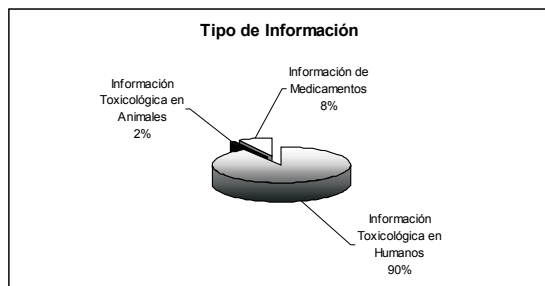 Tipo de Información
Información
Toxicológica en
Animales
2%
Información de
Medicamentos
8%
Información
Toxicológica en
Humanos
90%